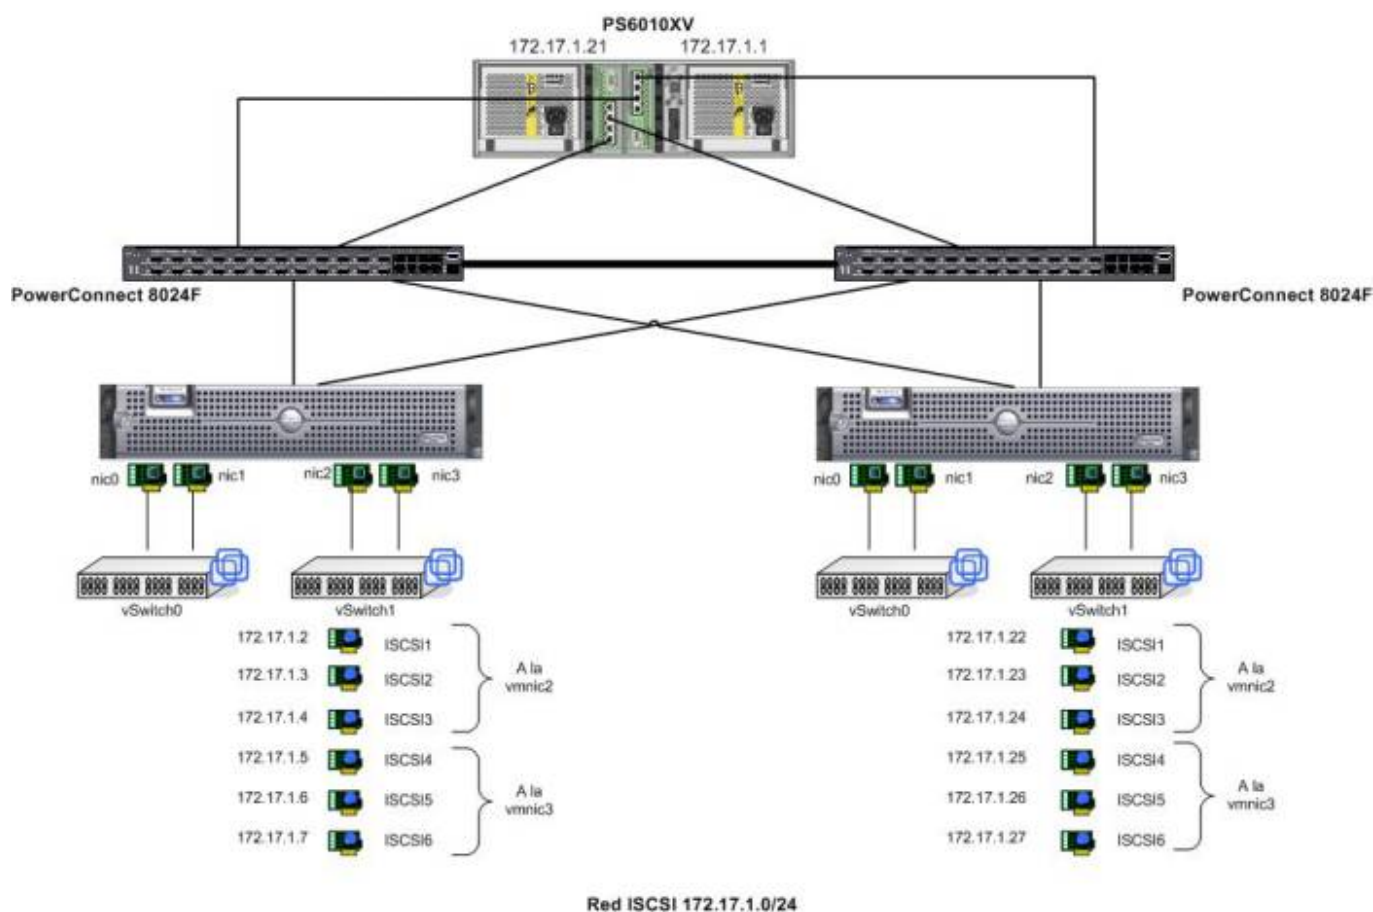 PS6010XV
172.17.1.21 172.17.1.1
PowerConnect 8024F
PowerConnect 8024F
nic0 nic1 nic2 nic3
nic0 nic1 nic2 nic3
vSwitch0 vSwitch1
vSwitch0 vSwitch1
172.17.1.2 ISCSI1
172.17.1.3 ISCSI2
172.17.1.4 ISCSI3
A la
vmnic2
172.17.1.5 ISCSI4
172.17.1.6 ISCSI5
172.17.1.7 ISCSI6
A la
vmnic3
172.17.1.22 ISCSI1
172.17.1.23 ISCSI2
172.17.1.24 ISCSI3
A la
vmnic2
172.17.1.25 ISCSI4
172.17.1.26 ISCSI5
172.17.1.27 ISCSI6
A la
vmnic3
Red ISCSI 172.17.1.0/24